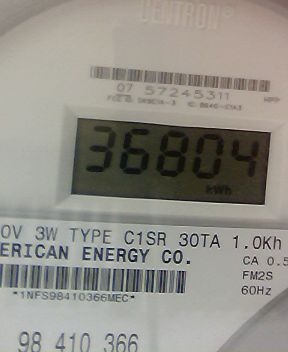 CENTRON®
07 57245311
36804
kWh
0V 3W TYPE C1SR 30TA 1.0Kh
ERICAN ENERGY CO.
CA 0.5
FM2S
*1NFS98410366MEC*
60Hz
98 410 366